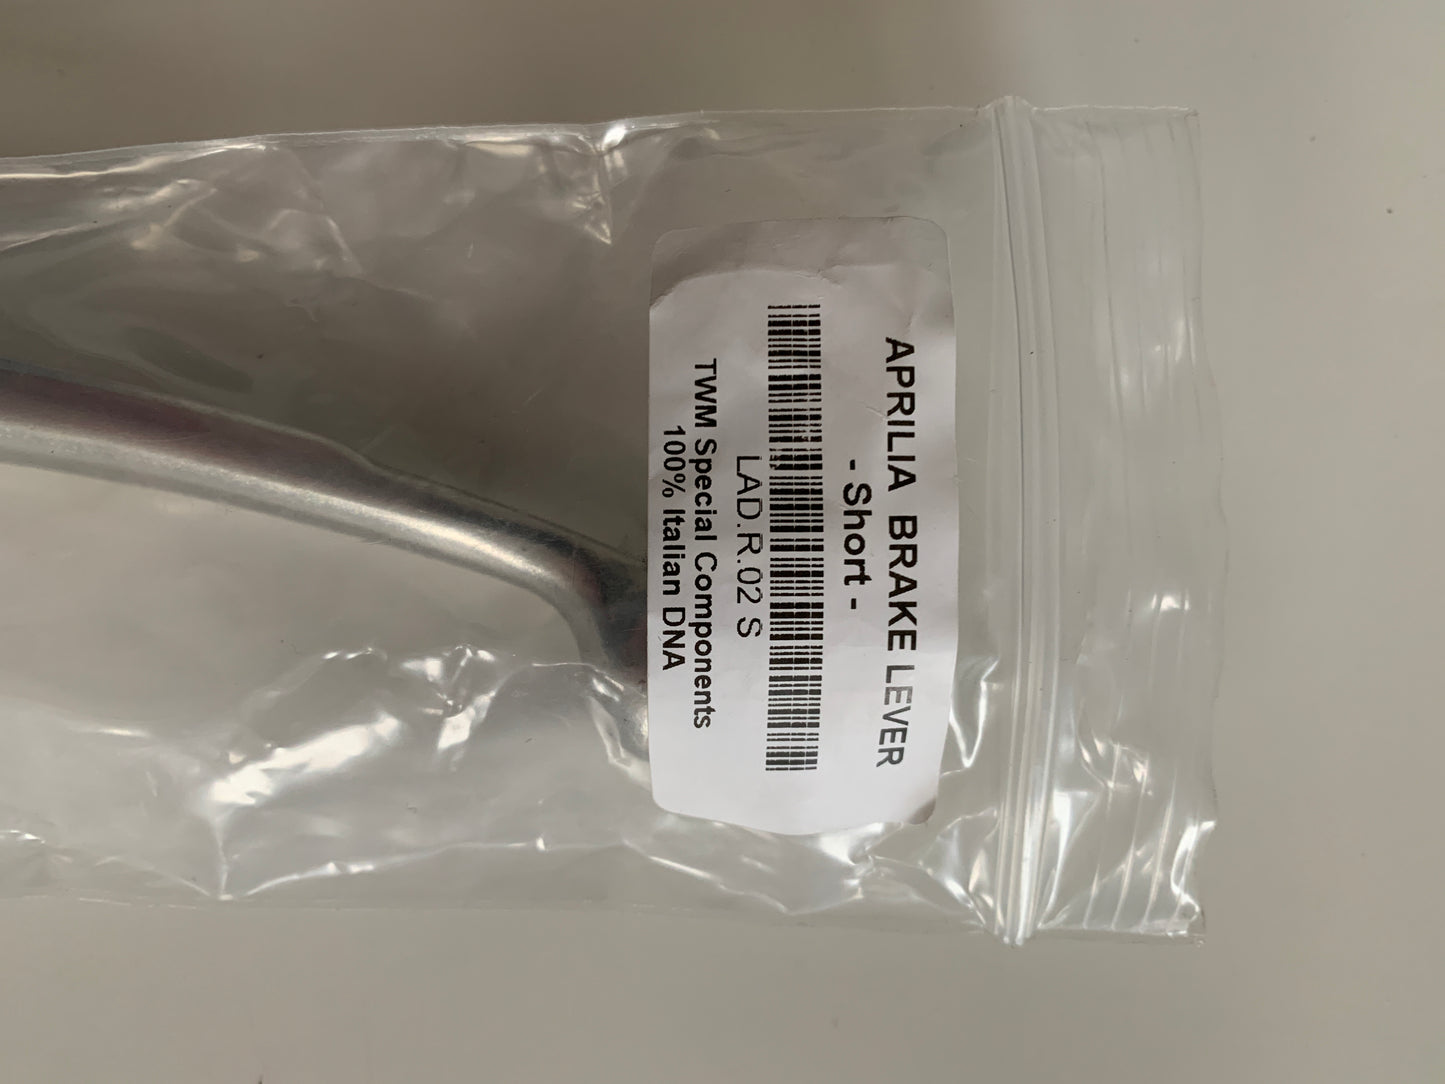 APRILIA BRAKE LEVER
- Short -
LAD.R.02 S
TWM Special Components
100% Italian DNA